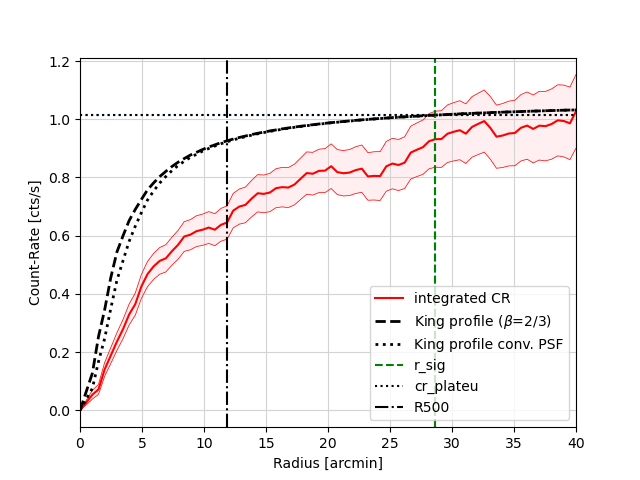 1.2
1.0
0.8
0.6
0.4
0.2
0.0
Count-Rate [cts/s]
integrated CR
King profile (β=2/3)
King profile conv. PSF
r_sig
cr_plateu
R500
0 5 10 15 20 25 30 35 40
Radius [arcmin]